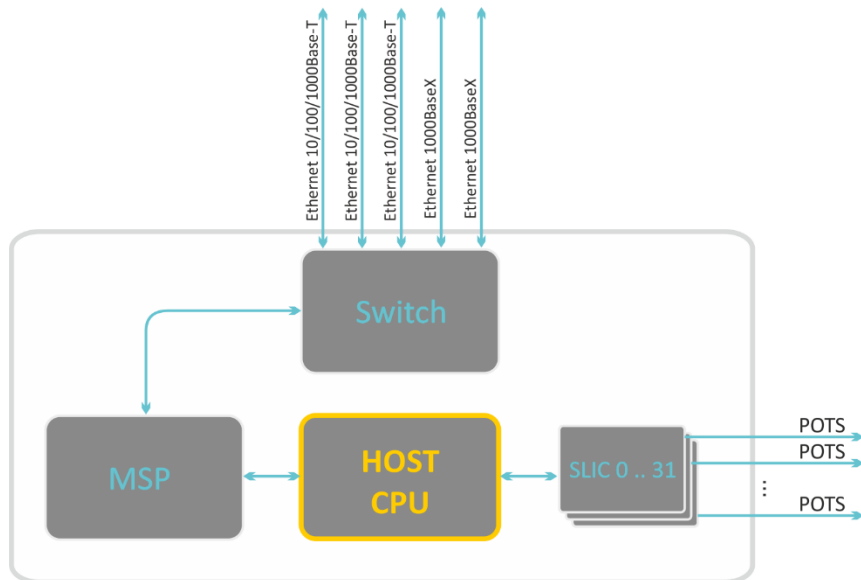 Ethernet 10/100/1000Base-T
Ethernet 10/100/1000Base-T
Ethernet 10/100/1000Base-T
Ethernet 1000BaseX
Ethernet 1000BaseX
Switch
MSP
HOST
CPU
SLIC 0 .. 31
POTS
POTS
...
POTS